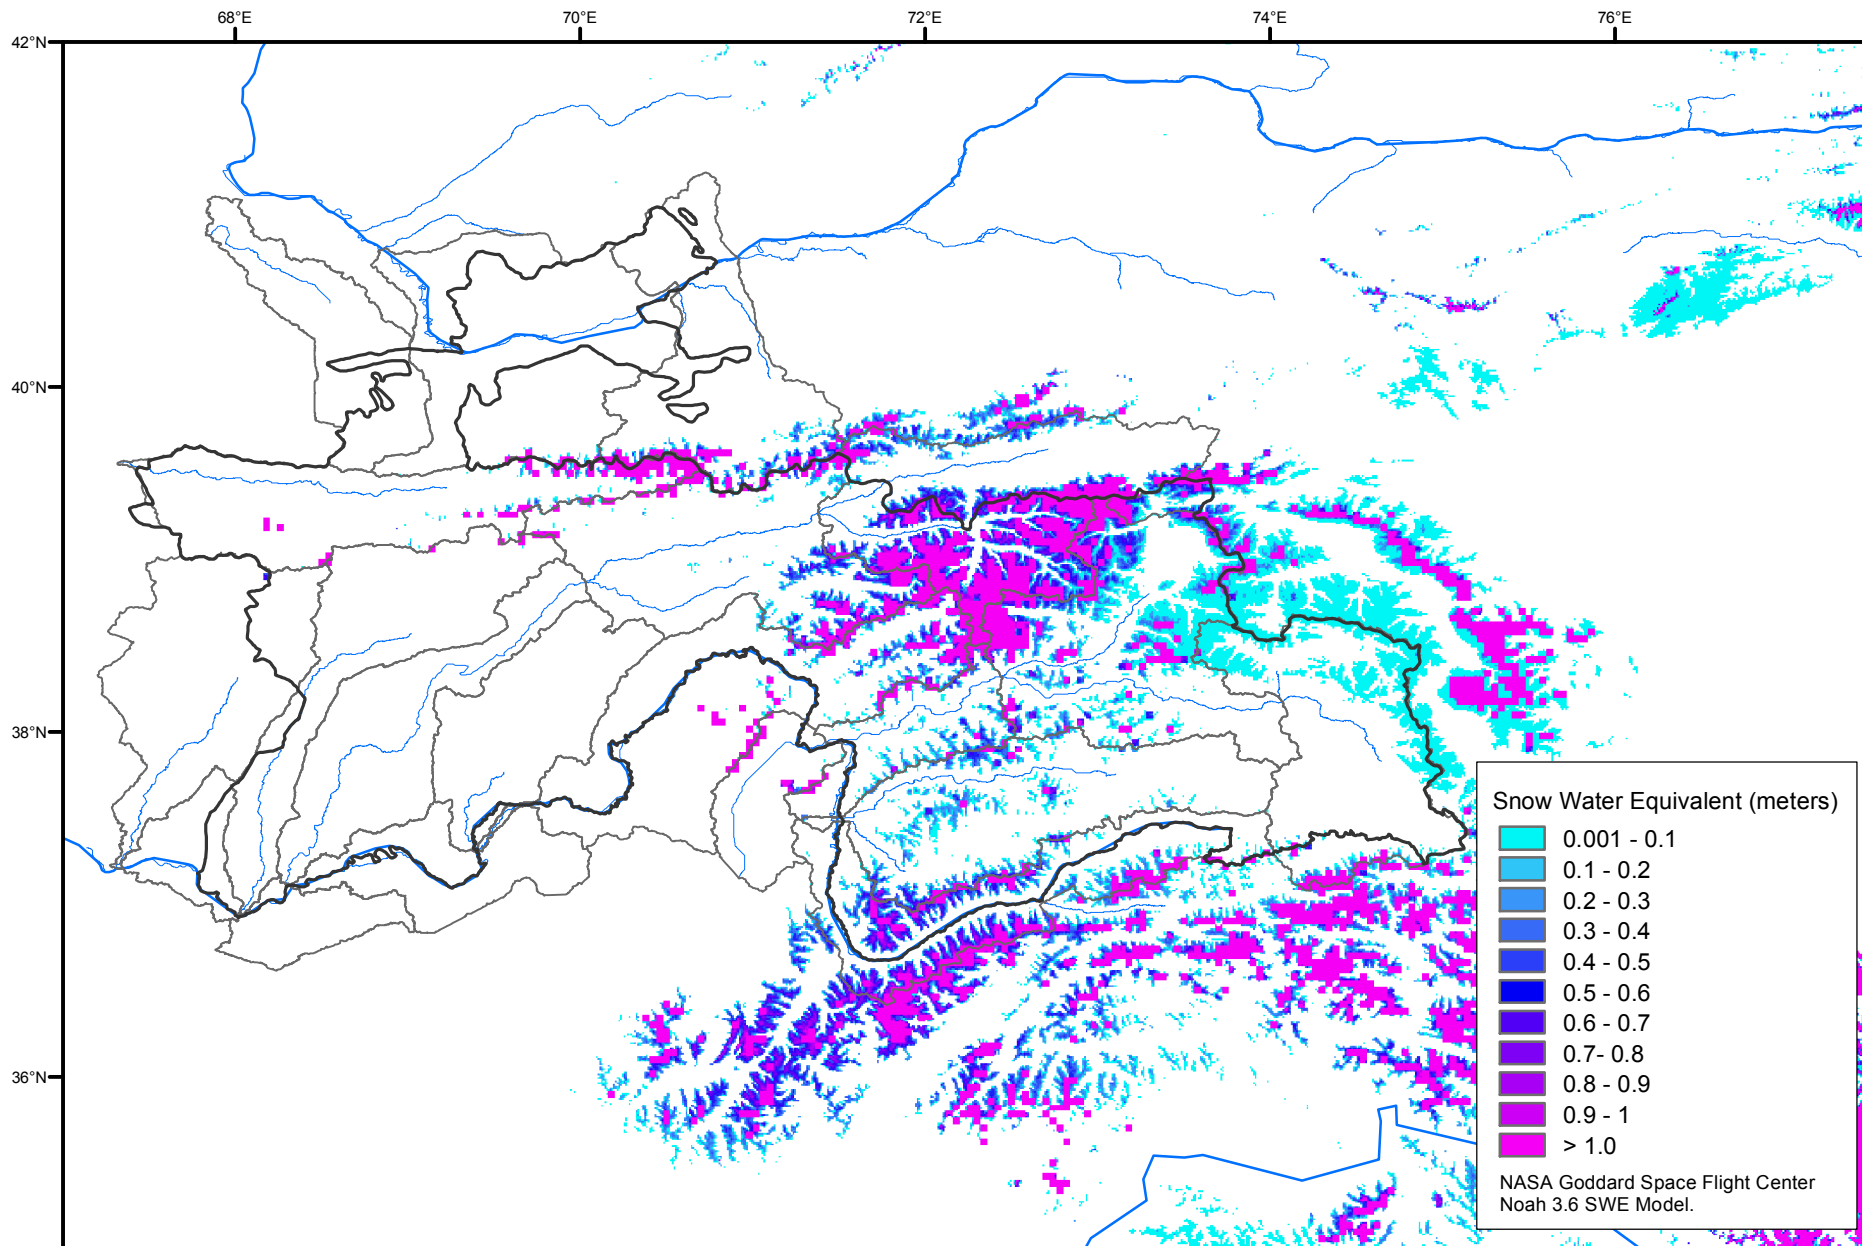 68°E 70°E 72°E 74°E 76°E
42°N
40°N
38°N
36°N
Snow Water Equivalent (meters)
0.001 - 0.1
0.1 - 0.2
0.2 - 0.3
0.3 - 0.4
0.4 - 0.5
0.5 - 0.6
0.6 - 0.7
0.7- 0.8
0.8 - 0.9
0.9 - 1
> 1.0
NASA Goddard Space Flight Center
Noah 3.6 SWE Model.